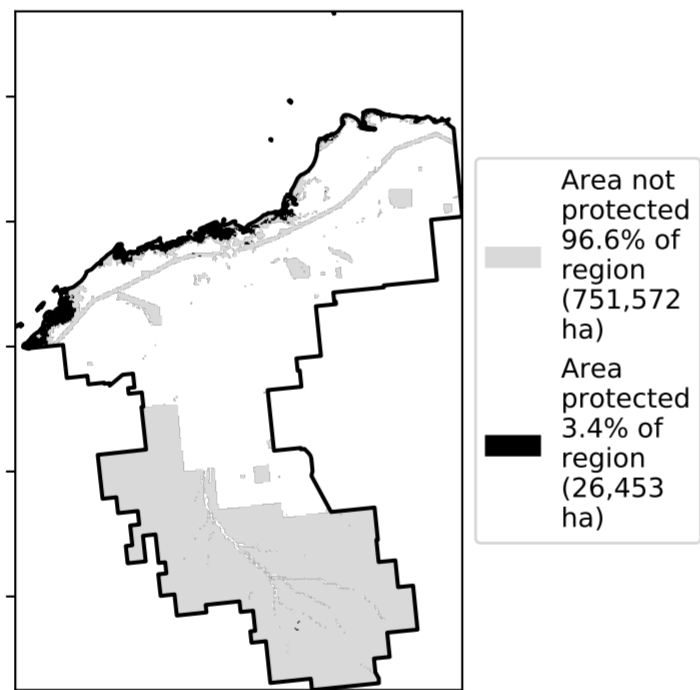 Area not
protected
96.6% of
region
(751,572
ha)
Area
protected
3.4% of
region
(26,453
ha)